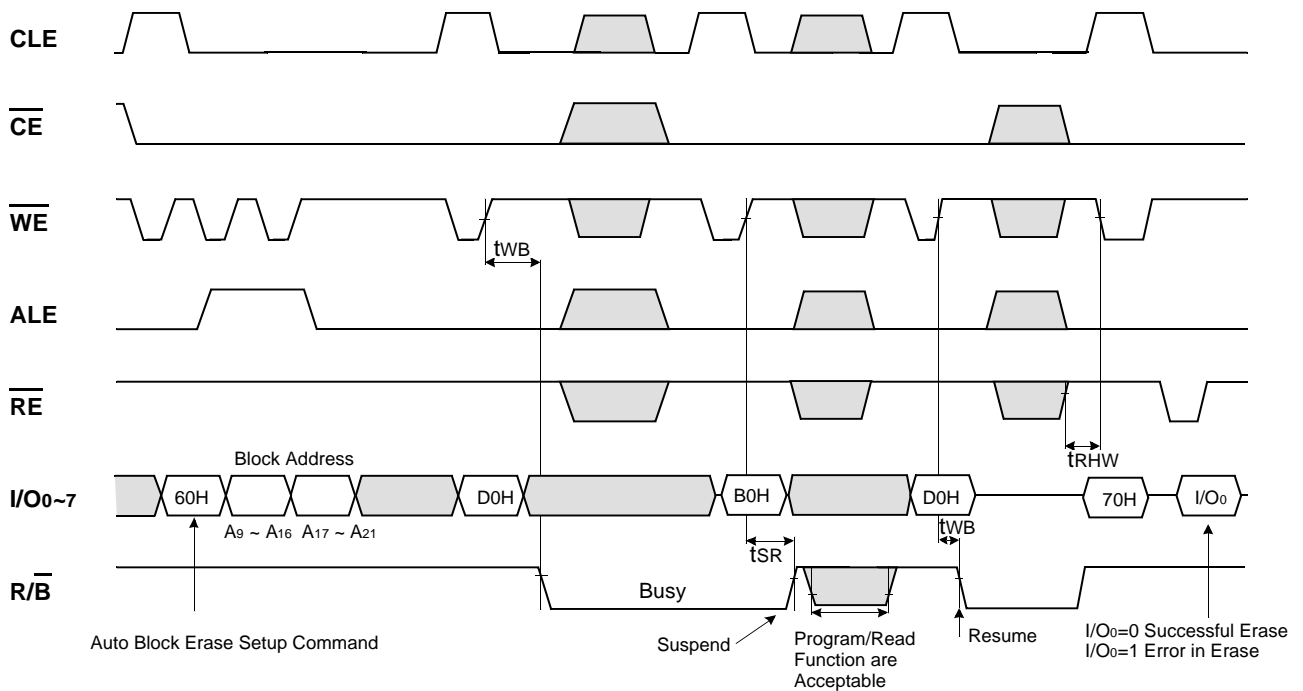 CLE
CE
WE
tWB
ALE
RE
tRHW
Block Address
I/O0~7
60H
D0H
B0H
D0H
70H
I/O0
A9 ~ A16 A17 ~ A21
tWB
tSR
R/B
Busy
Auto Block Erase Setup Command
Suspend
Program/Read
Function are
Acceptable
Resume
I/O0=0 Successful Erase
I/O0=1 Error in Erase